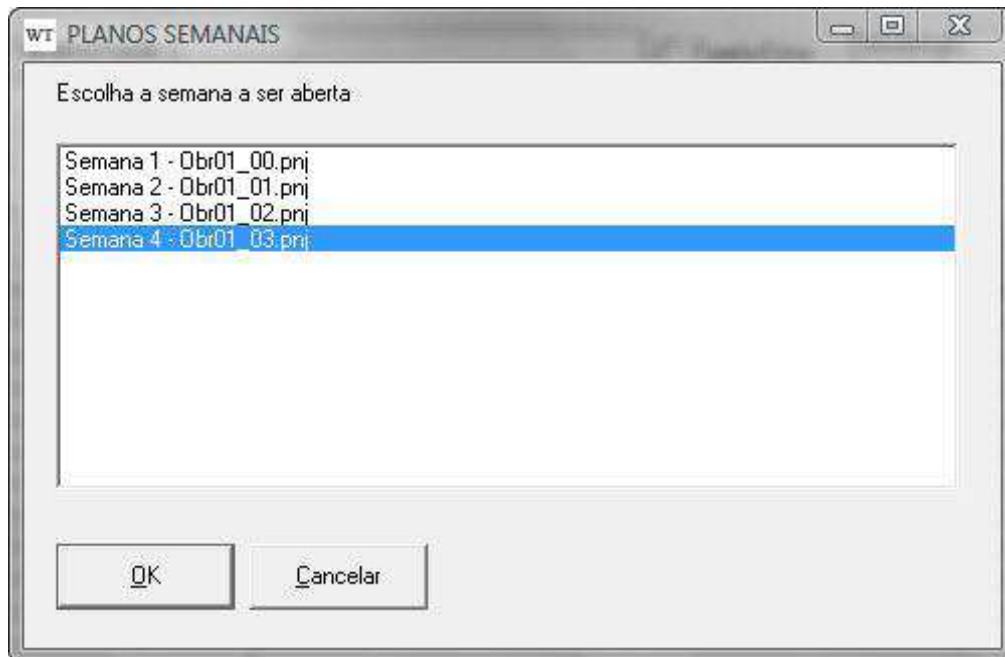 WT PLANOS SEMANAIS
Escolha a semana a ser aberta
Semana 1 - Obr01_00.pnj
Semana 2 - Obr01_01.pnj
Semana 3 - Obr01_02.pnj
Semana 4 - Obr01_03.pnj
OK Cancelar